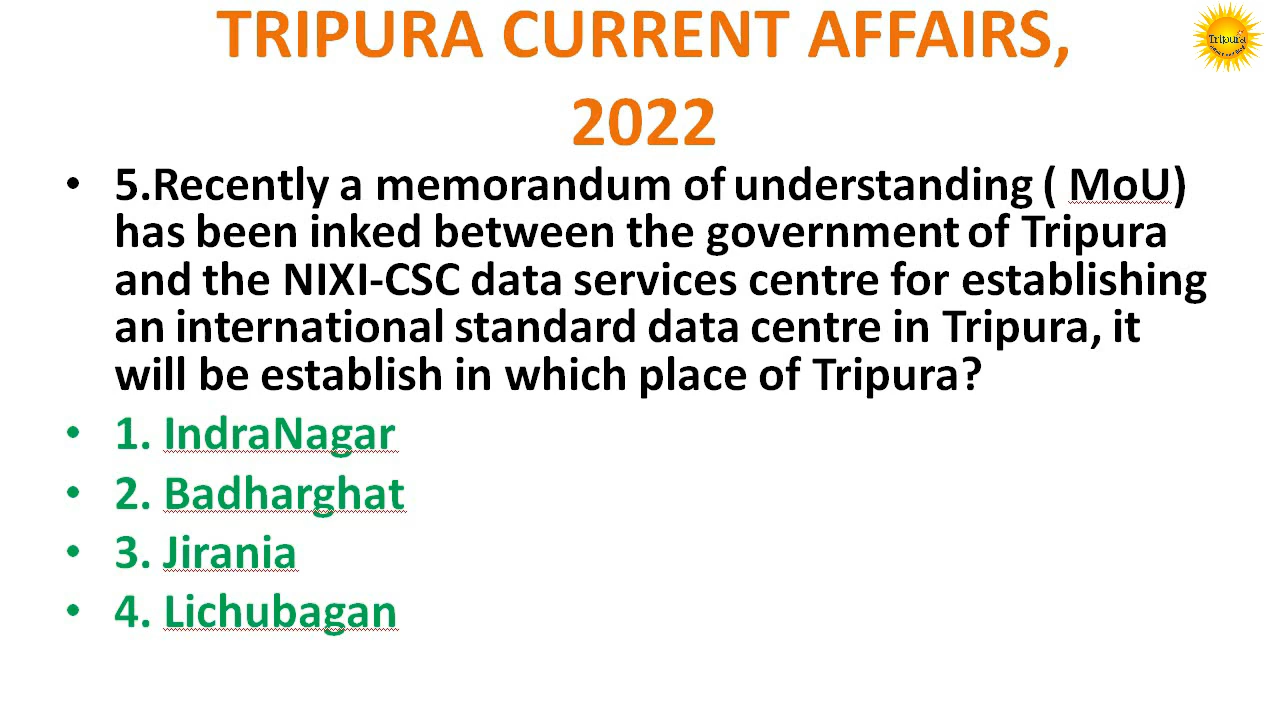 TRIPURA CURRENT AFFAIRS,
2022
Tripura
• 5.Recently a memorandum of understanding ( MoU)
has been inked between the government of Tripura
and the NIXI-CSC data services centre for establishing
an international standard data centre in Tripura, it
will be establish in which place of Tripura?
• 1. IndraNagar
• 2. Badharghat
• 3. Jirania
• 4. Lichubagan